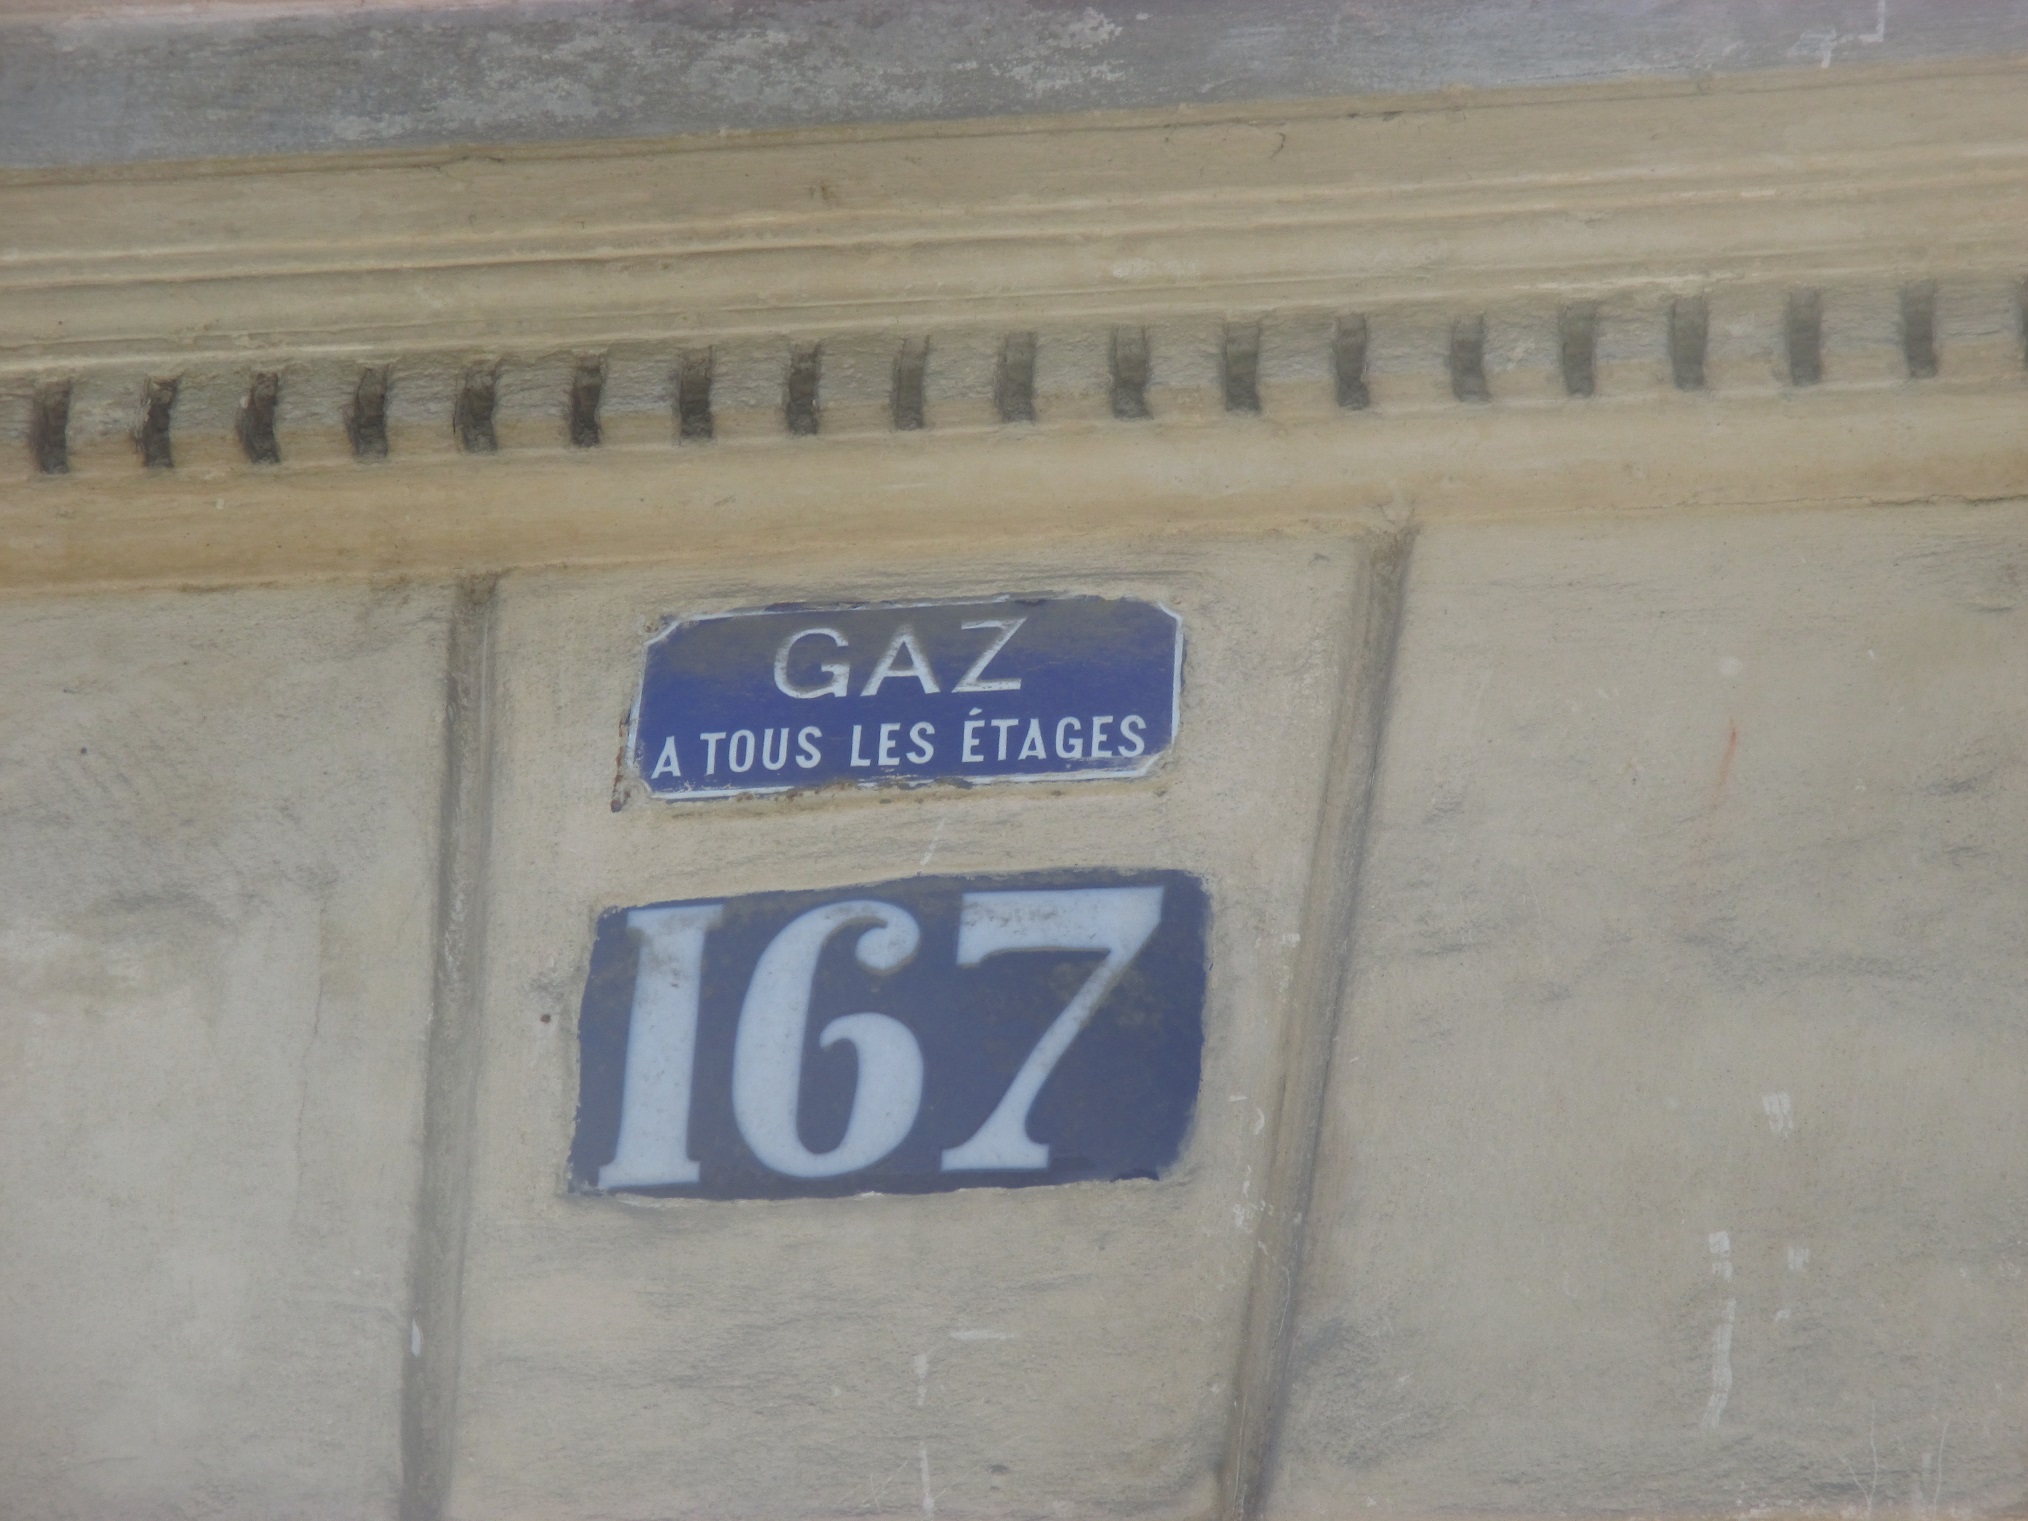 GAZ
A TOUS LES ÉTAGES
167